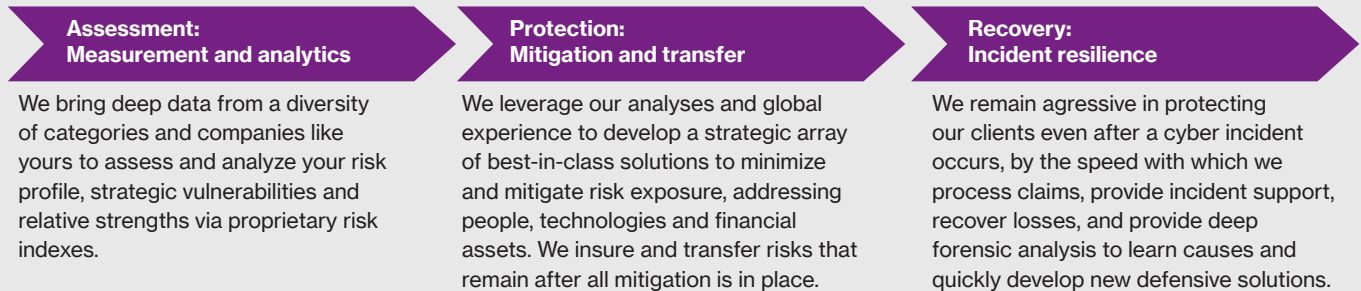 Assessment:
Measurement and analytics
We bring deep data from a diversity
of categories and companies like
yours to assess and analyze your risk
profile, strategic vulnerabilities and
relative strengths via proprietary risk
indexes.
Protection:
Mitigation and transfer
We leverage our analyses and global
experience to develop a strategic array
of best-in-class solutions to minimize
and mitigate risk exposure, addressing
people, technologies and financial
assets. We insure and transfer risks that
remain after all mitigation is in place.
Recovery:
Incident resilience
We remain agressive in protecting
our clients even after a cyber incident
occurs, by the speed with which we
process claims, provide incident support,
recover losses, and provide deep
forensic analysis to learn causes and
quickly develop new defensive solutions.